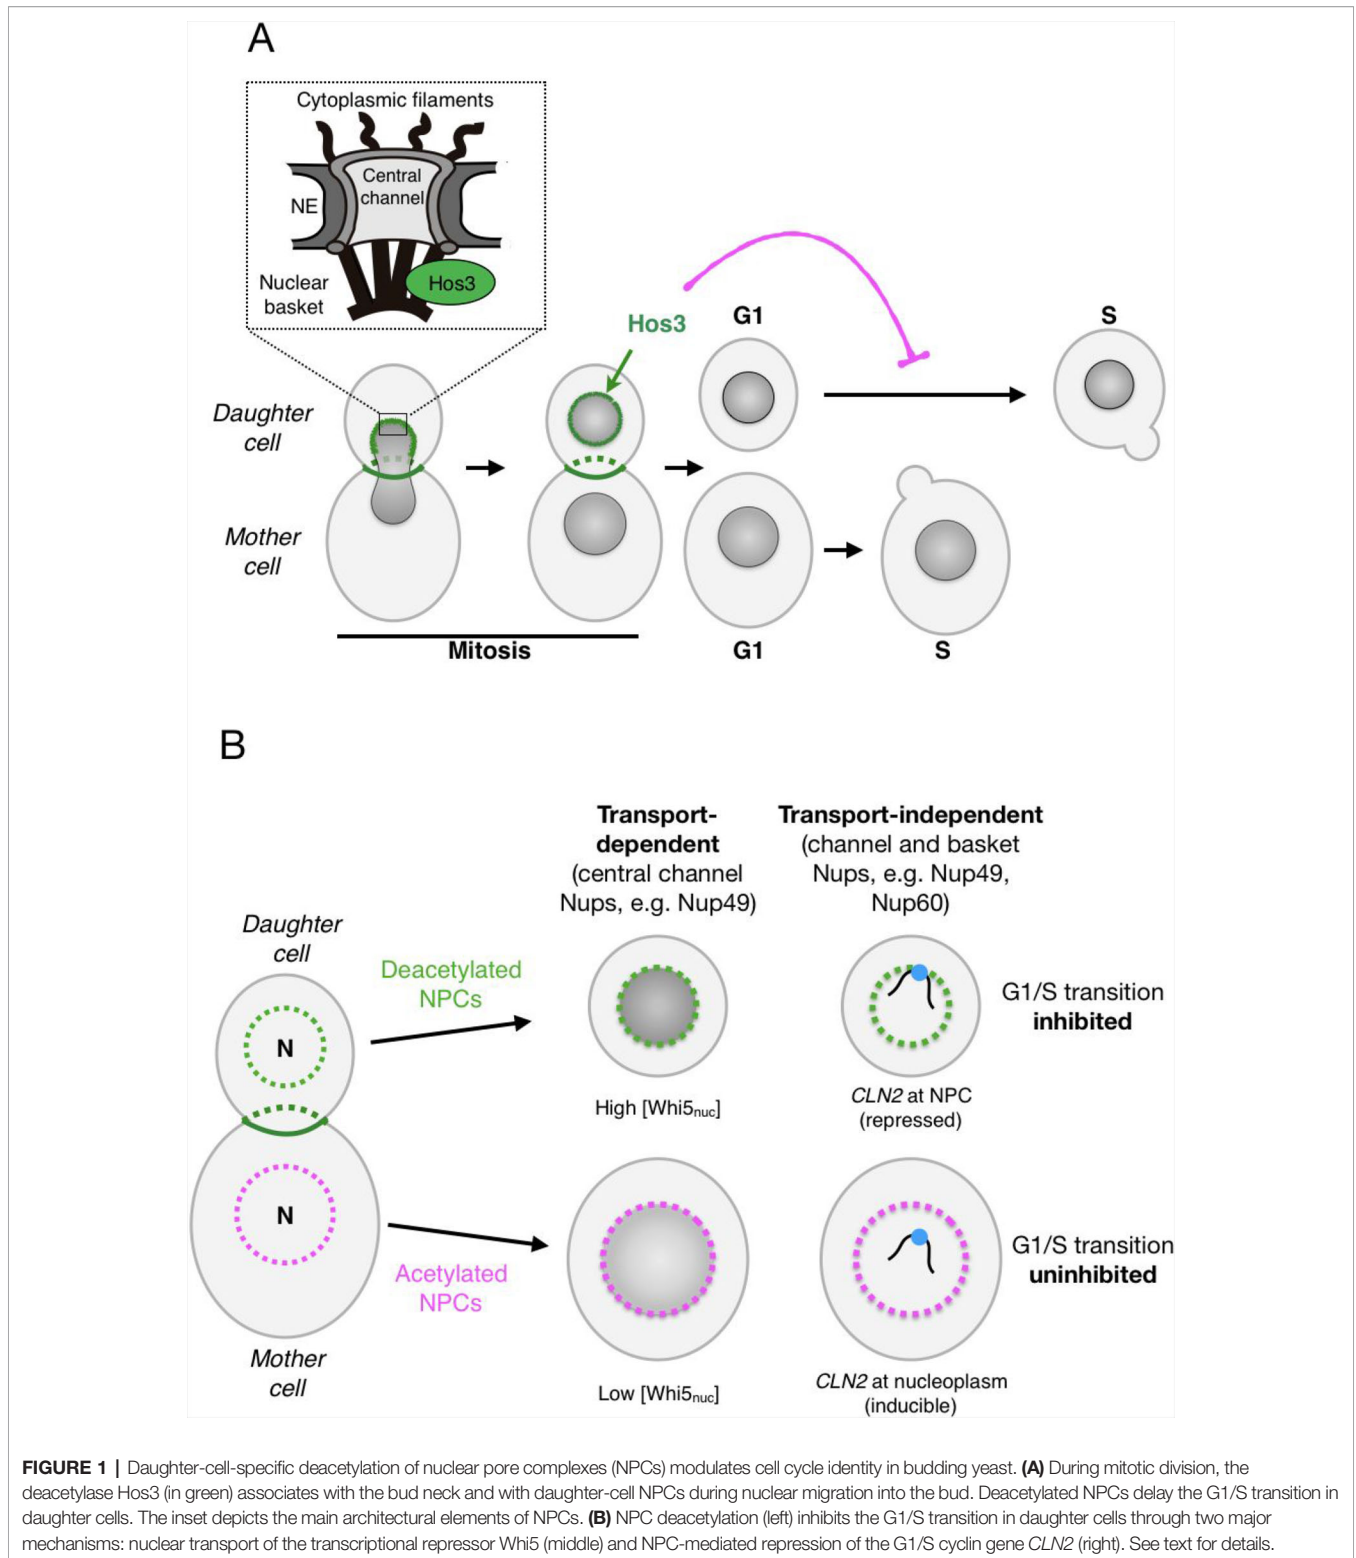 A
Cytoplasmic filaments
Central
channel
NE
Nuclear
basket
Hos3
Hos3
G1
S
Daughter
cell
Mother
cell
Mitosis
G1
S
B
Transport-
dependent
(central channel
Nups, e.g. Nup49)
Transport-independent
(channel and basket
Nups, e.g. Nup49,
Nup60)
Daughter
cell
Deacetylated
NPCs
N
G1/S transition
inhibited
High [Whi5nuc]
CLN2 at NPC
(repressed)
N
Acetylated
NPCs
G1/S transition
uninhibited
Mother
cell
Low [Whi5nuc]
CLN2 at nucleoplasm
(inducible)
FIGURE 1 | Daughter-cell-specific deacetylation of nuclear pore complexes (NPCs) modulates cell cycle identity in budding yeast. (A) During mitotic division, the
deacetylase Hos3 (in green) associates with the bud neck and with daughter-cell NPCs during nuclear migration into the bud. Deacetylated NPCs delay the G1/S transition in
daughter cells. The inset depicts the main architectural elements of NPCs. (B) NPC deacetylation (left) inhibits the G1/S transition in daughter cells through two major
mechanisms: nuclear transport of the transcriptional repressor Whi5 (middle) and NPC-mediated repression of the G1/S cyclin gene CLN2 (right). See text for details.